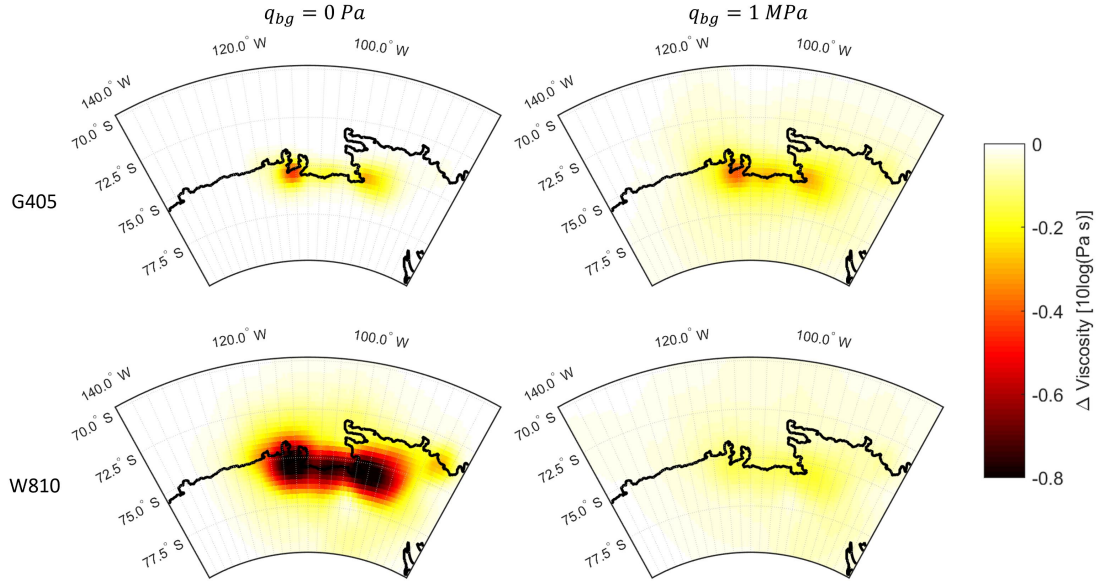 q_bg = 0 Pa
q_bg = 1 MPa
120.0° W
100.0° W
140.0° W
70.0° S
72.5° S
75.0° S
77.5° S
120.0° W
100.0° W
140.0° W
70.0° S
72.5° S
75.0° S
77.5° S
G405
120.0° W
100.0° W
140.0° W
70.0° S
72.5° S
75.0° S
77.5° S
120.0° W
100.0° W
140.0° W
70.0° S
72.5° S
75.0° S
77.5° S
W810
0
-0.2
-0.4
-0.6
-0.8
Δ Viscosity [10log(Pa s)]